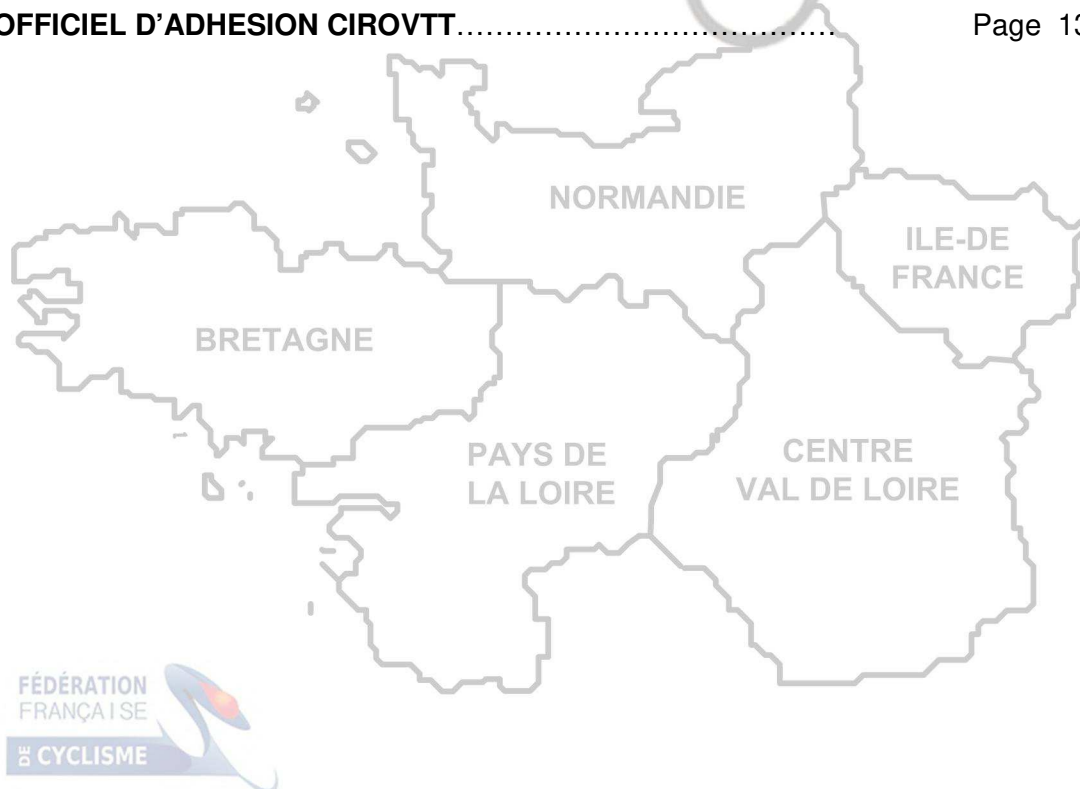 OFFICIEL D'ADHESION CIROVTT…………………………………… Page 13
NORMANDIE
ILE-DE
FRANCE
BRETAGNE
PAYS DE
LA LOIRE
CENTRE
VAL DE LOIRE
FÉDÉRATION
FRANÇAISE
DE CYCLISME